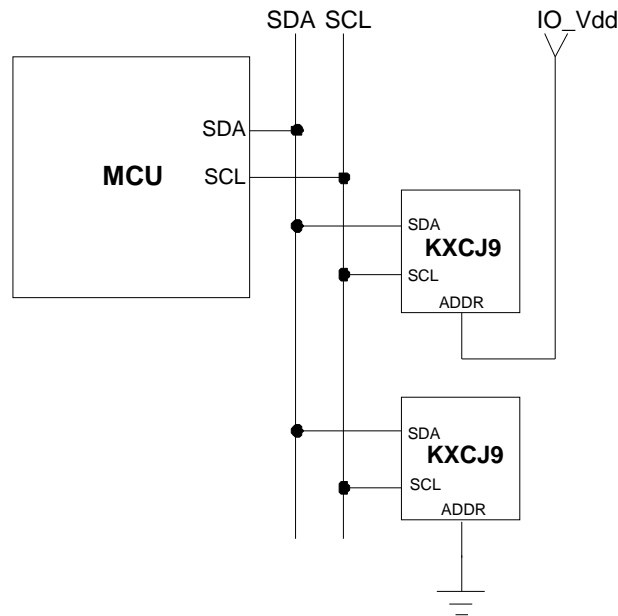 SDA SCL
IO_Vdd
SDA
MCU
SCL
SDA
KXCJ9
SCL
ADDR
SDA
KXCJ9
SCL
ADDR